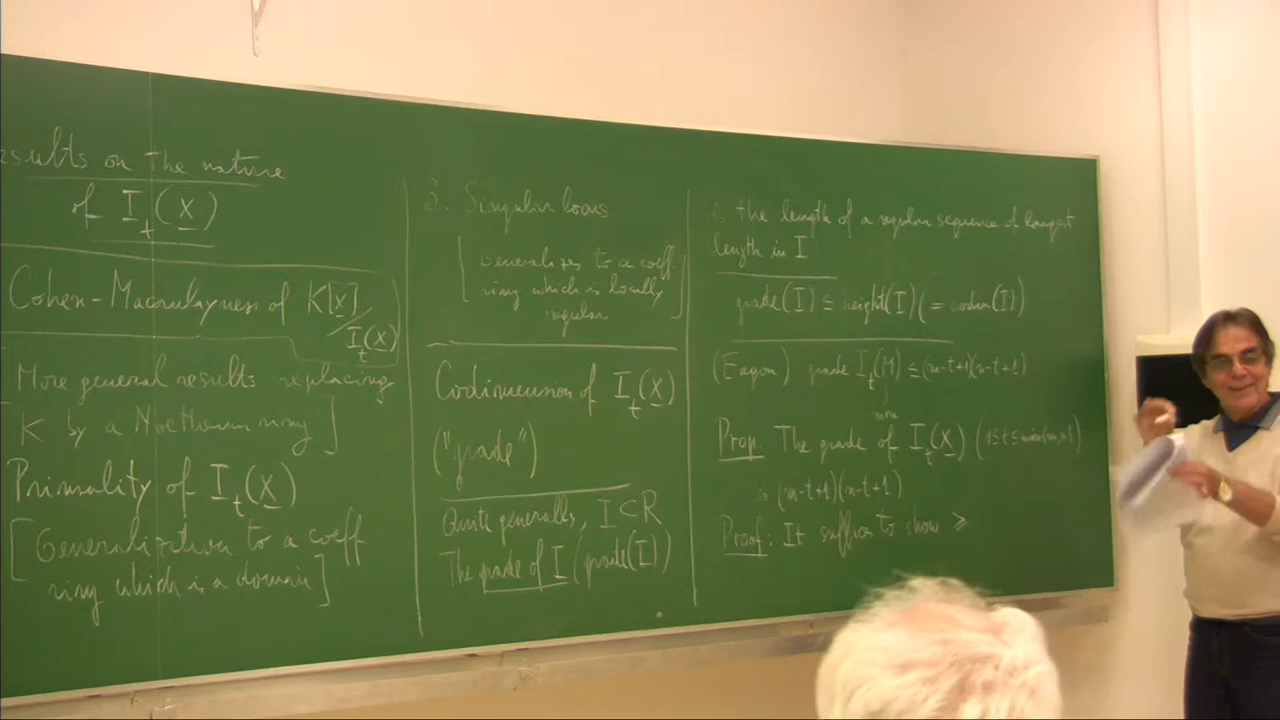 esults on the nature
of I_t(X)
Cohen-Macaulayness of K[X]/I_t(X)
[More general results replacing
K by a Noetherian ring]
Primality of I_t(X)
[Generalization to a coeff
ring which is a domain]
3. Singular locus
[generalizes to a coeff.
ring which is locally
regular]
Codimension of I_t(X)
("grade")
Quite generally, I⊂R
The grade of I (grade(I))
is the length of a regular sequence of longest
length in I
grade(I) ≤ height(I) (= codim(I))
(Eagon) grade I_t(M) ≤ (m-t+1)(n-t+1)
m×n
Prop. The grade of I_t(X) (1≤t≤min(m,n))
is (m-t+1)(n-t+1)
Proof: It suffices to show ≥